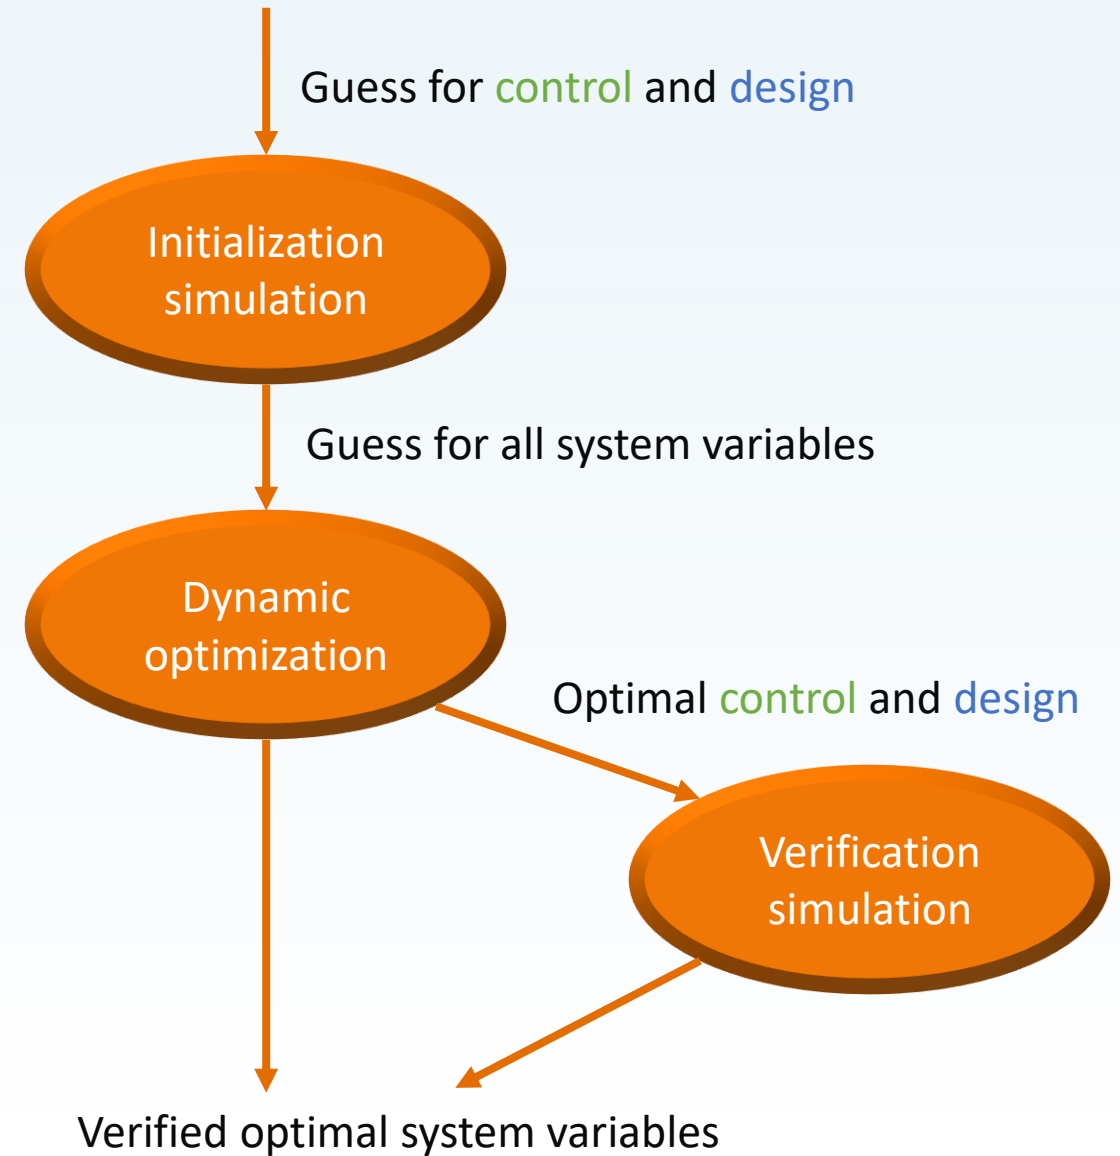 Guess for control and design
Initialization
simulation
Guess for all system variables
Dynamic
optimization
Optimal control and design
Verification
simulation
Verified optimal system variables